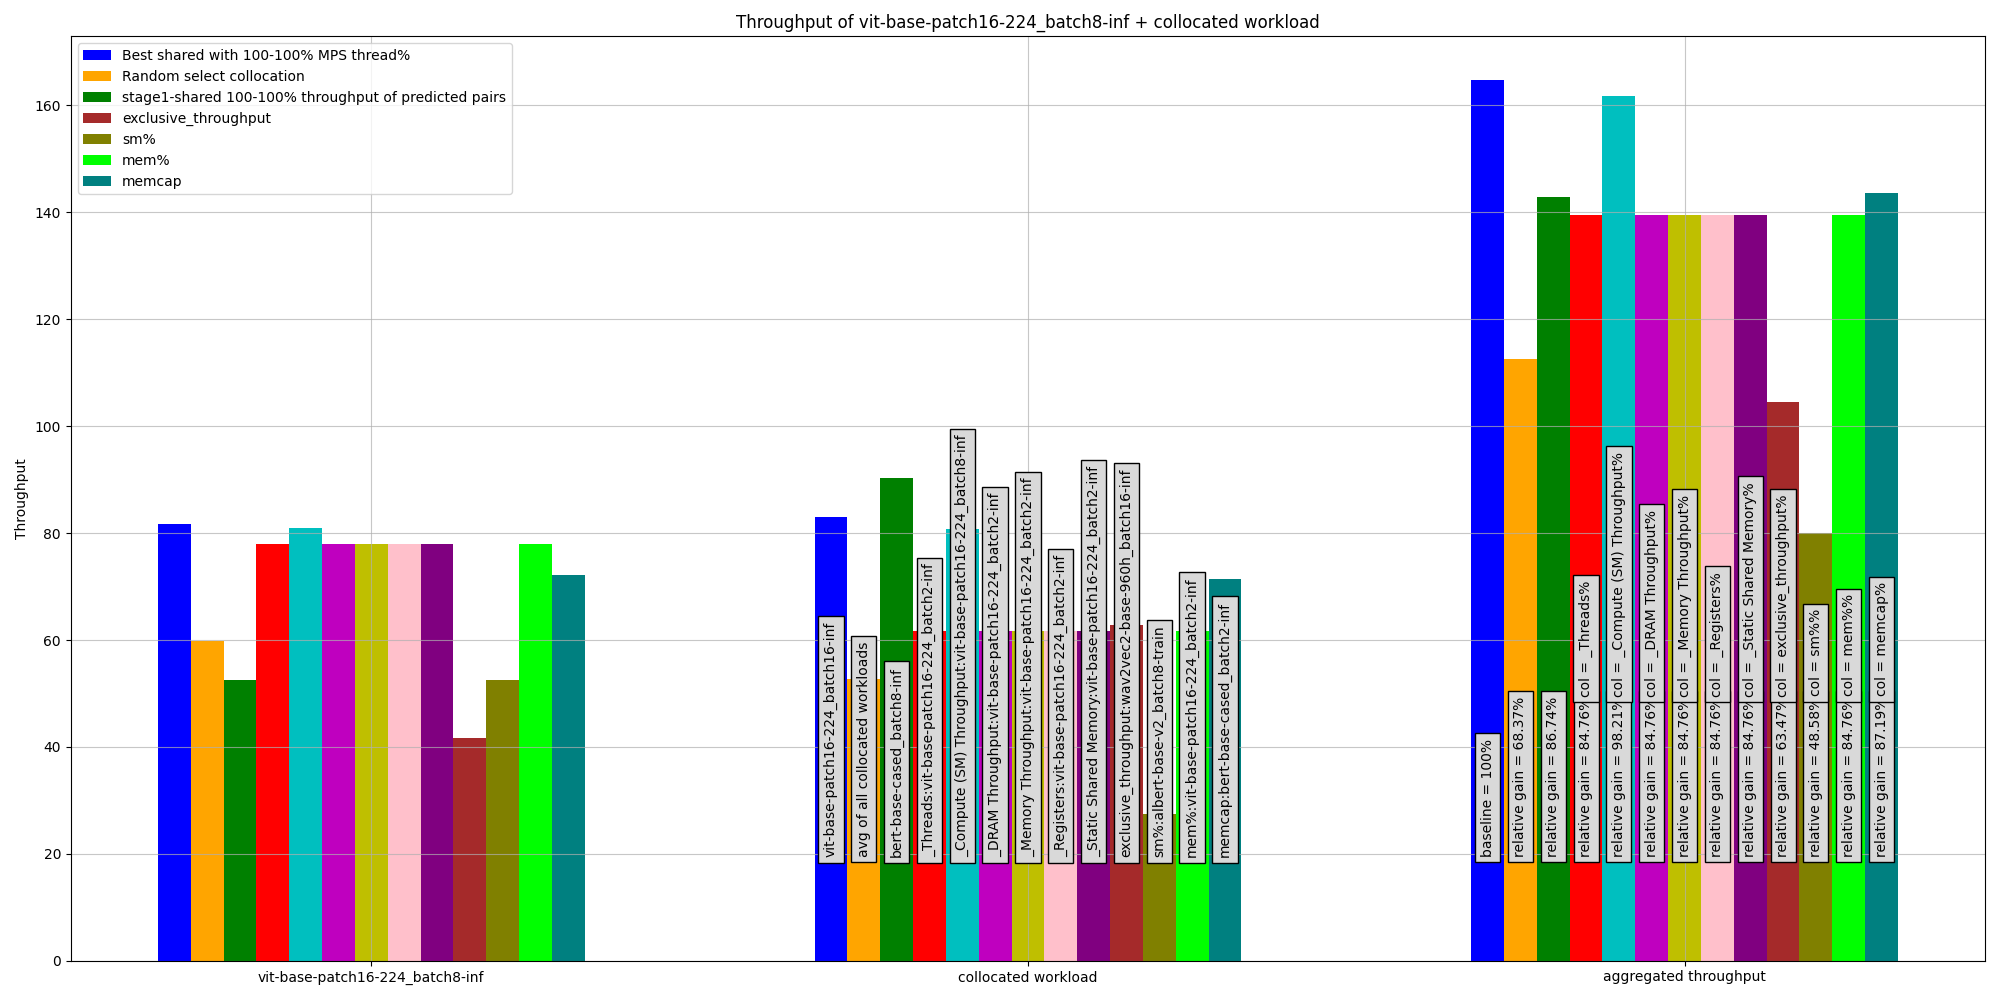 Throughput of vit-base-patch16-224_batch8-inf + collocated workload
Best shared with 100-100% MPS thread%
Random select collocation
stage1-shared 100-100% throughput of predicted pairs
exclusive_throughput
sm%
mem%
memcap
Throughput
160
140
120
100
80
60
40
20
0
vit-base-patch16-224_batch16-inf
avg of all collocated workloads
bert-base-cased_batch8-inf
_Threads:vit-base-patch16-224_batch2-inf
_Compute (SM) Throughput:vit-base-patch16-224_batch8-inf
_DRAM Throughput:vit-base-patch16-224_batch2-inf
_Memory Throughput:vit-base-patch16-224_batch2-inf
_Registers:vit-base-patch16-224_batch2-inf
_Static Shared Memory:vit-base-patch16-224_batch2-inf
exclusive_throughput:wav2vec2-base-960h_batch16-inf
sm%:albert-base-v2_batch8-train
mem%:vit-base-patch16-224_batch2-inf
memcap:bert-base-cased_batch2-inf
baseline = 100%
relative gain = 68.37%
relative gain = 86.74%
relative gain = 84.76%
col = _Threads%
relative gain = 98.21%
col = _Compute (SM) Throughput%
relative gain = 84.76%
col = _DRAM Throughput%
relative gain = 84.76%
col = _Memory Throughput%
relative gain = 84.76%
col = _Registers%
relative gain = 84.76%
col = _Static Shared Memory%
relative gain = 63.47%
col = exclusive_throughput%
relative gain = 48.58%
col = sm%%
relative gain = 84.76%
col = mem%%
relative gain = 87.19%
col = memcap%
vit-base-patch16-224_batch8-inf
collocated workload
aggregated throughput